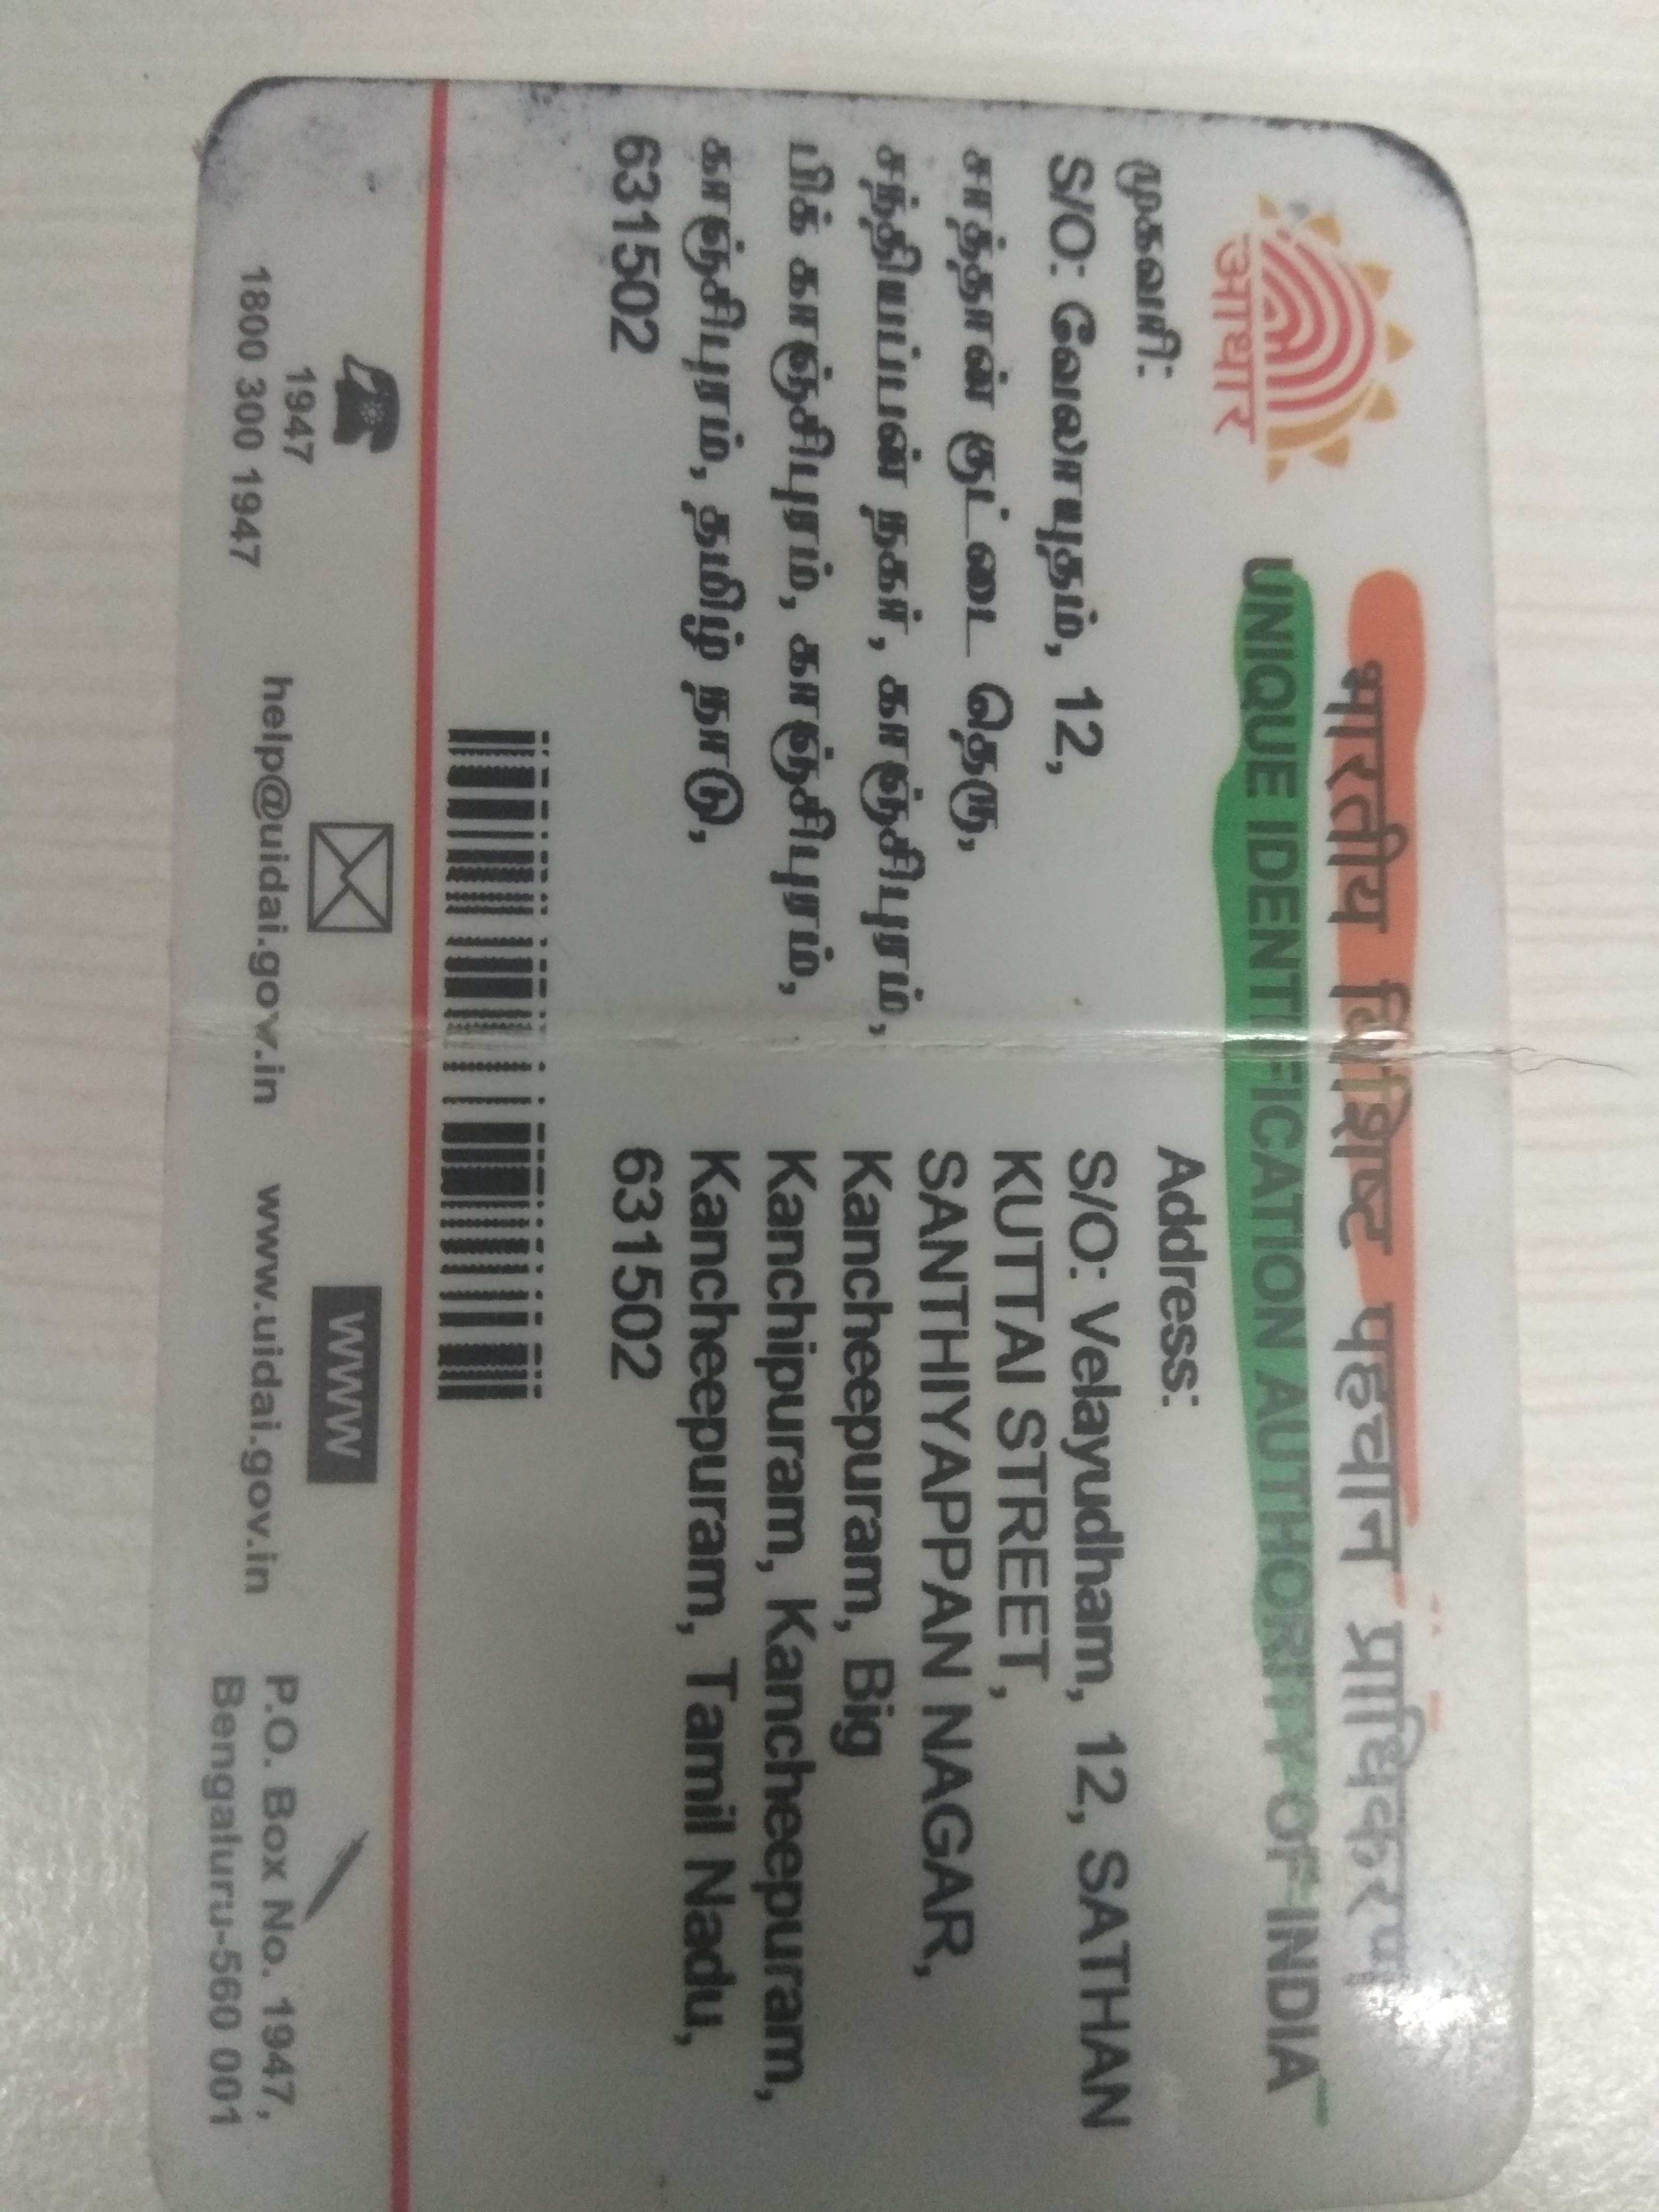 भारतीय विशिष्ट पहचान प्राधिकरण
UNIQUE IDENTIFICATION AUTHORITY OF INDIA
आधार
முகவரி:
S/O: வேலாயுதம், 12,
சாத்தான் குட்டை தெரு,
சந்தியப்பன் நகர், காஞ்சிபுரம்,
பிக் காஞ்சிபுரம், காஞ்சிபுரம்,
காஞ்சிபுரம், தமிழ் நாடு,
631502
Address:
S/O: Velayudham, 12, SATHAN
KUTTAI STREET,
SANTHIYAPPAN NAGAR,
Kancheepuram, Big
Kanchipuram, Kancheepuram,
Kancheepuram, Tamil Nadu,
631502
1947
1800 300 1947
help@uidai.gov.in
WWW
www.uidai.gov.in
P.O. Box No. 1947,
Bengaluru-560 001